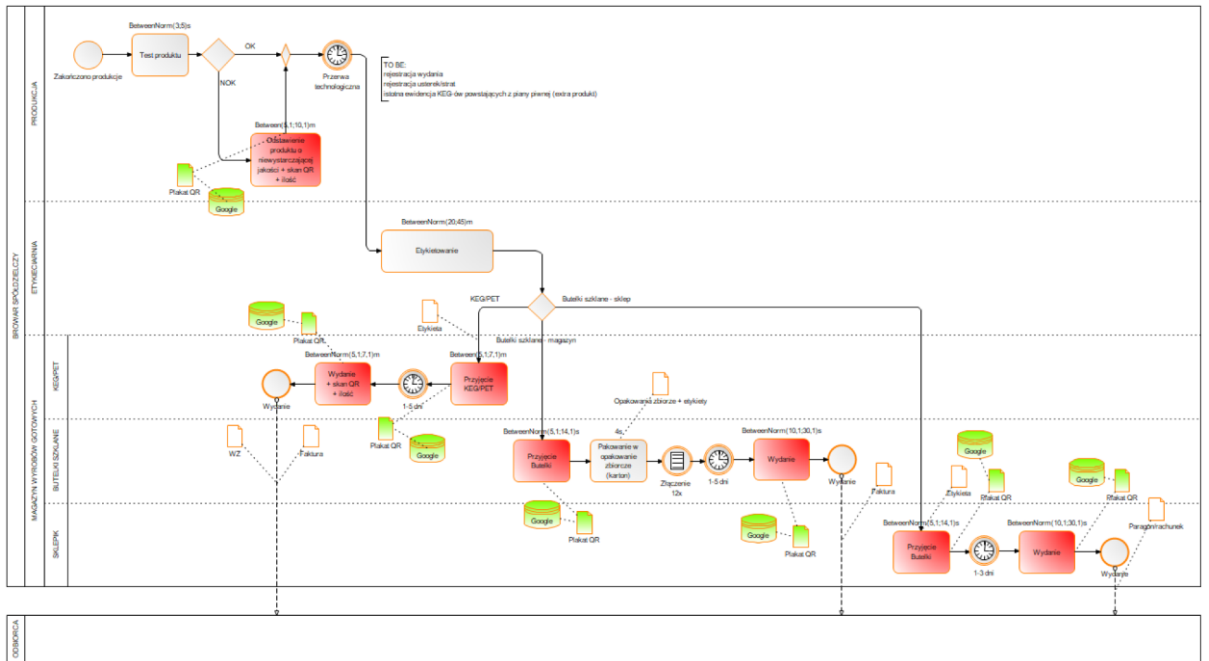 BROWAR SPÓŁDZIELCZY
PRODUKCJA
BetweenNorm(3;5)s
Zakończono produkcje
Test produktu
OK
NOK
Przerwa
technologiczna
TO BE:
rejestracja wydania
rejestracja usterek/strat
istotna ewidencja KEG-ów powstających z piany piwnej (extra produkt)
Between(5,1;10,1)m
Odstawienie
produktu o
niewystarczającej
jakości + skan QR
+ ilość
Plakat QR
Google
ETYKIECIARNIA
BetweenNorm(20;45)m
Etykietowanie
KEG/PET
Butelki szklane - sklep
Butelki szklane - magazyn
Etykieta
Google
Plakat QR
MAGAZYN WYROBÓW GOTOWYCH
KEG/PET
BetweenNorm(5,1;7,1)m
Wydanie
+ skan QR
+ ilość
Wydanie
1-5 dni
Between(5,1;7,1)m
Przyjęcie
KEG/PET
Plakat QR
Google
WZ
Faktura
BUTELKI SZKLANE
BetweenNorm(5,1;14,1)s
Przyjęcie
Butelki
Opakowania zbiorze + etykiety
4s
Pakowanie w
opakowanie
zbiorcze
(karton)
Złączenie
12x
1-5 dni
BetweenNorm(10,1;30,1)s
Wydanie
Wydanie
Faktura
Google
Plakat QR
Google
Plakat QR
SKLEPIK
BetweenNorm(5,1;14,1)s
Przyjęcie
Butelki
Etykieta
Google
Plakat QR
1-3 dni
BetweenNorm(10,1;30,1)s
Wydanie
Google
Plakat QR
Paragon/rachunek
Wydanie
ODBIORCA